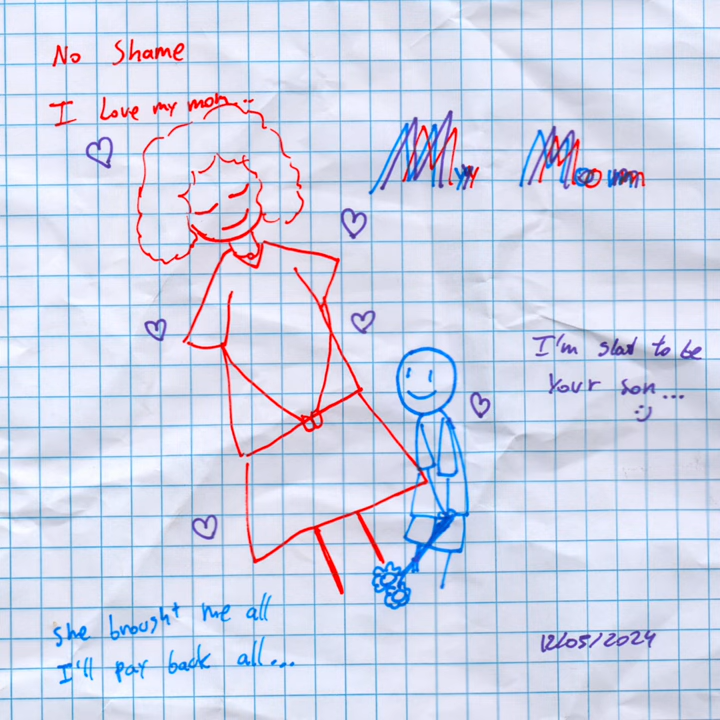 No Shame
I Love my mom...
My
I'm glad to be
Your son...
:)
She brought me all
I'll pay back all...
12/05/2024